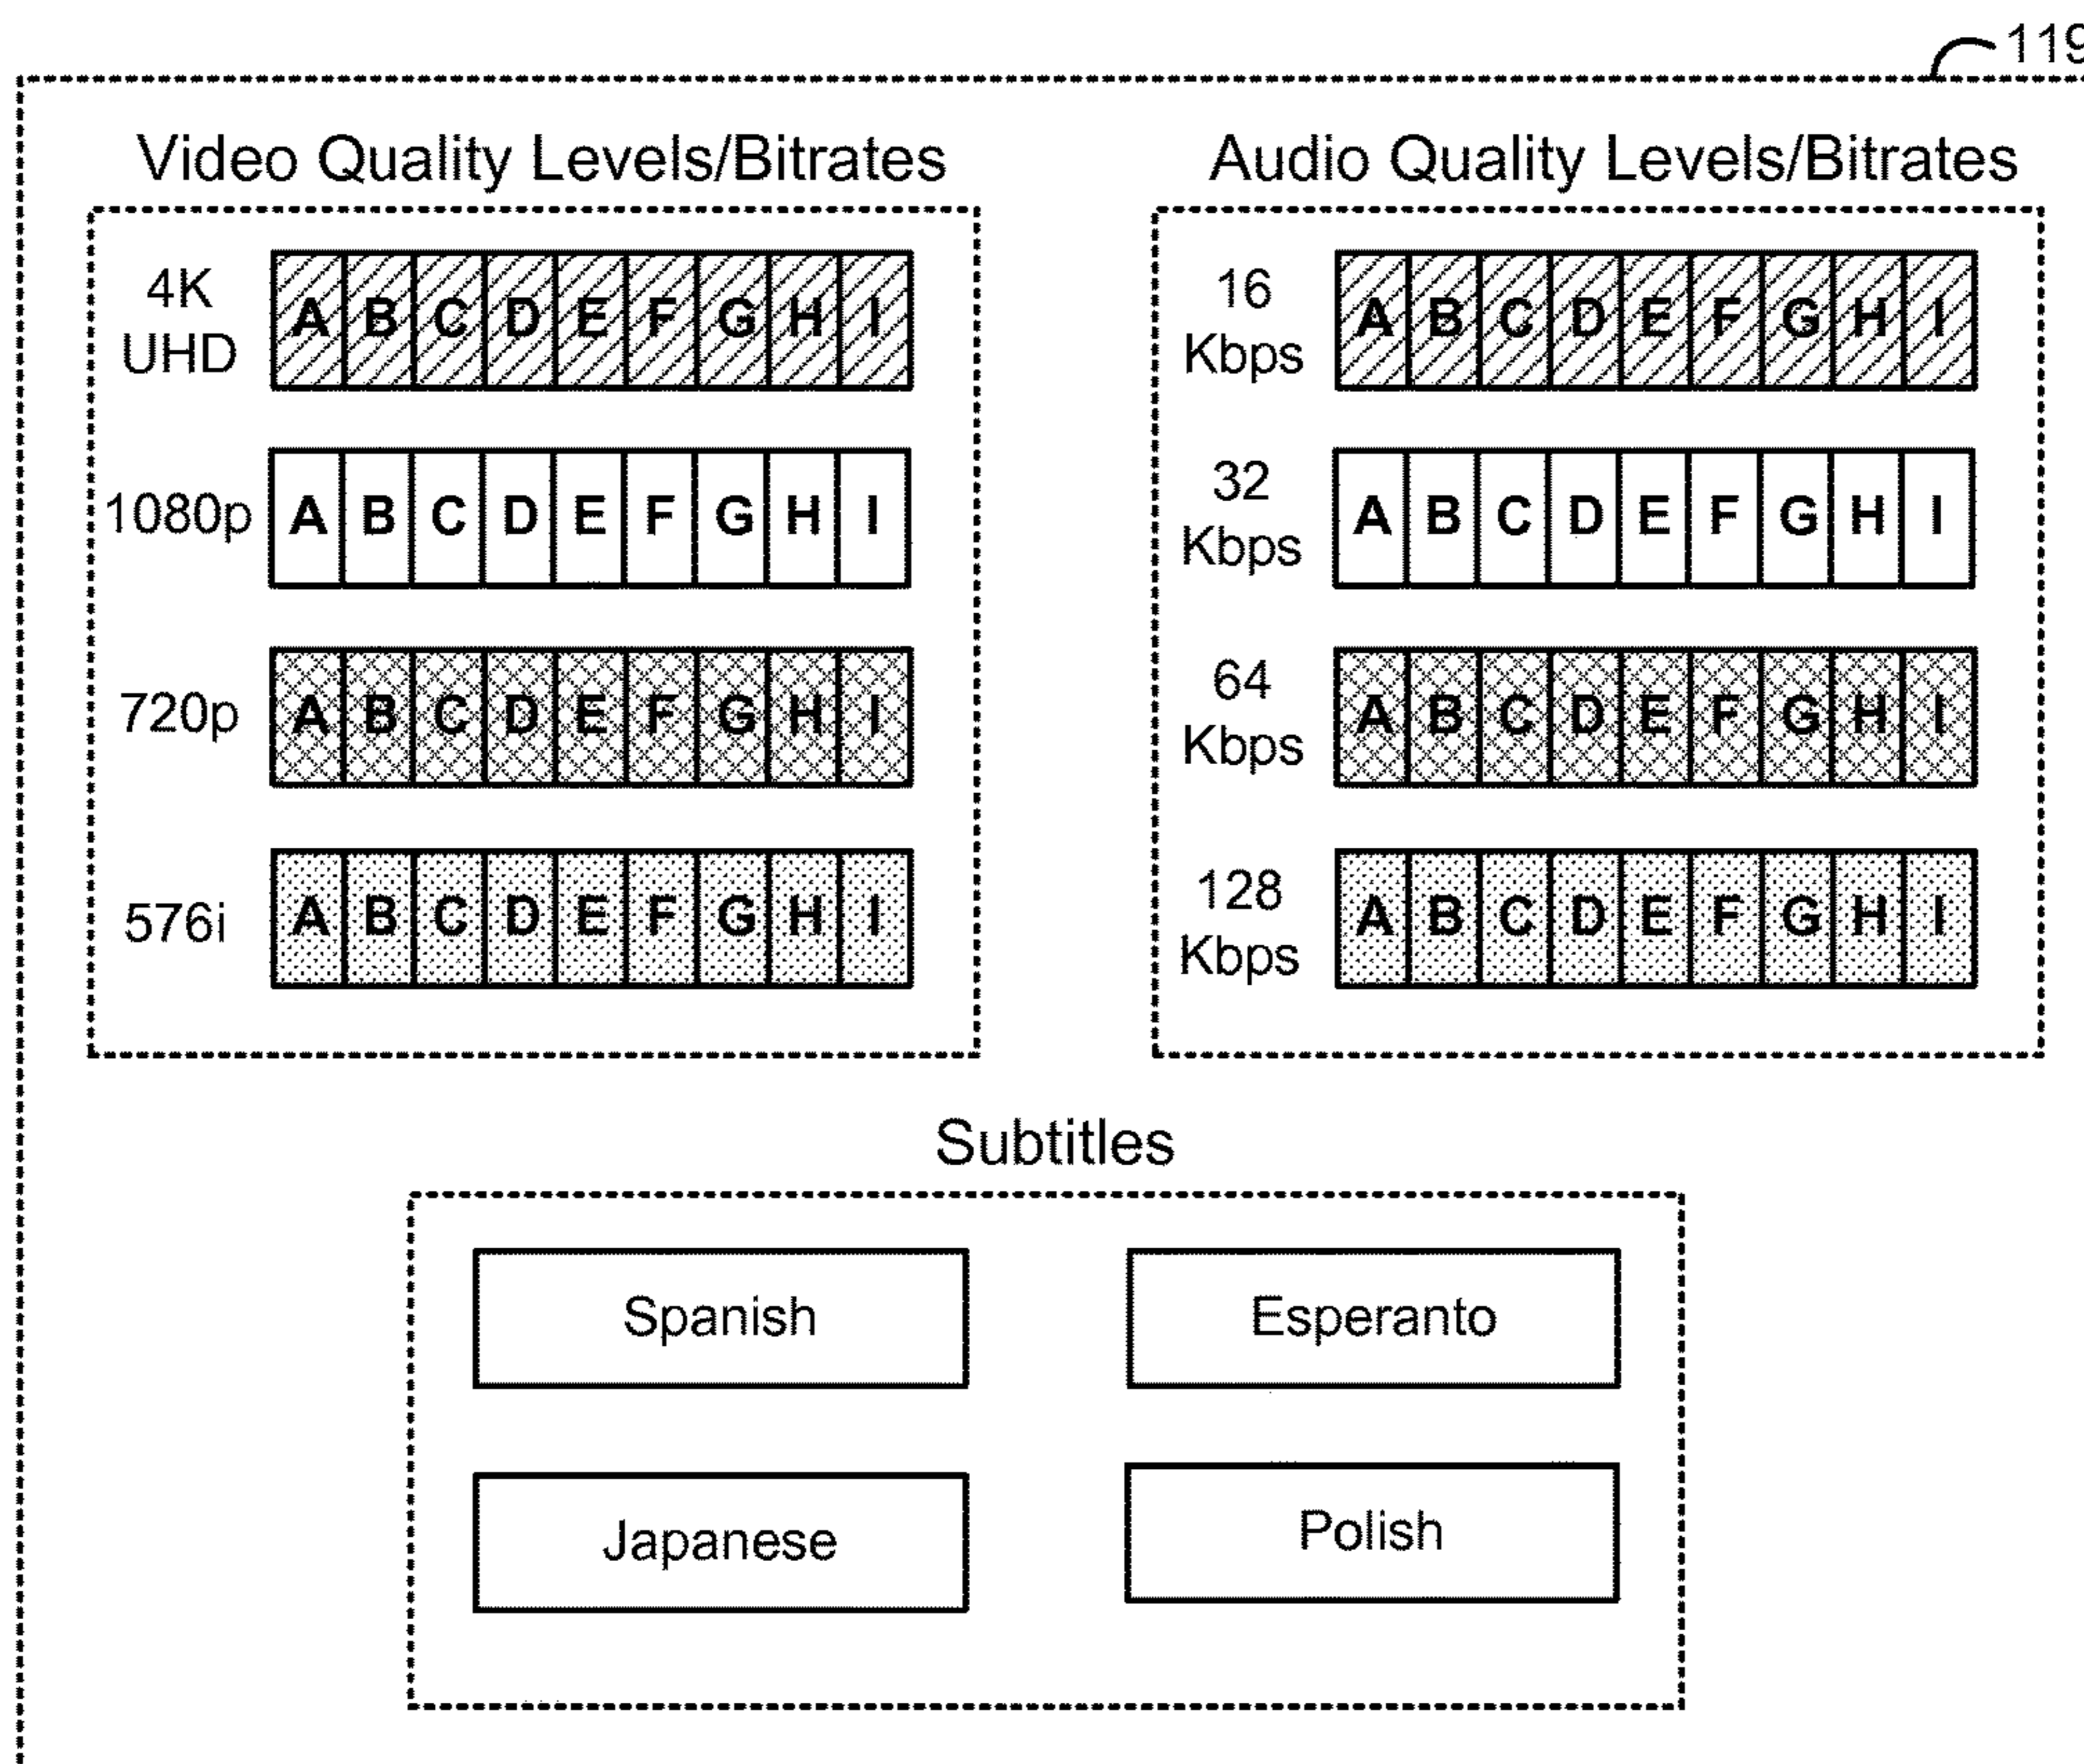 119
Video Quality Levels/Bitrates
4K
UHD
A B C D E F G H I
1080p
A B C D E F G H I
720p
A B C D E F G H I
576i
A B C D E F G H I
Audio Quality Levels/Bitrates
16
Kbps
A B C D E F G H I
32
Kbps
A B C D E F G H I
64
Kbps
A B C D E F G H I
128
Kbps
A B C D E F G H I
Subtitles
Spanish
Esperanto
Japanese
Polish